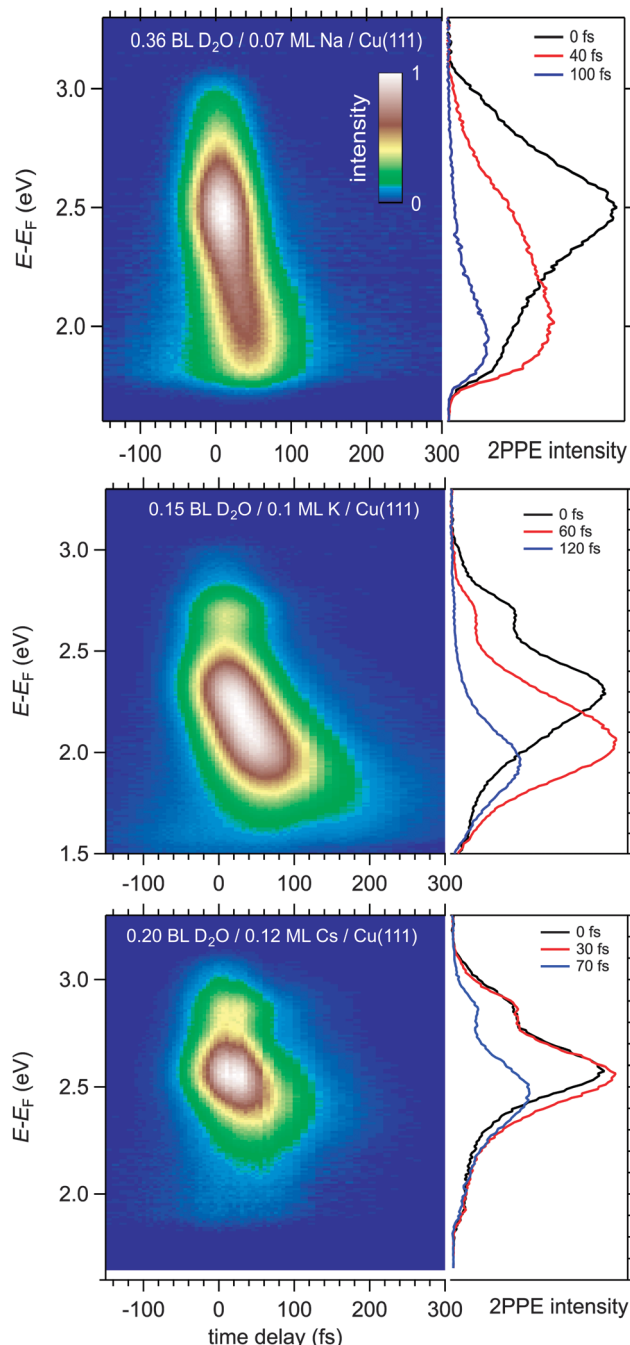 0.36 BL D₂O / 0.07 ML Na / Cu(111)
1
intensity
0
0 fs
40 fs
100 fs
3.0
2.5
2.0
E-E_F (eV)
-100 0 100 200 300
2PPE intensity
0.15 BL D₂O / 0.1 ML K / Cu(111)
0 fs
60 fs
120 fs
3.0
2.5
2.0
1.5
E-E_F (eV)
-100 0 100 200 300
0.20 BL D₂O / 0.12 ML Cs / Cu(111)
0 fs
30 fs
70 fs
3.0
2.5
2.0
E-E_F (eV)
-100 0 100 200 300
time delay (fs)
2PPE intensity